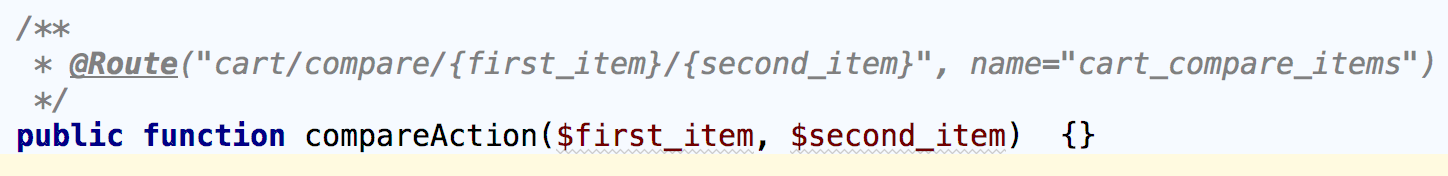 /**
 * @Route("cart/compare/{first_item}/{second_item}", name="cart_compare_items")
 */
public function compareAction($first_item, $second_item)  {}